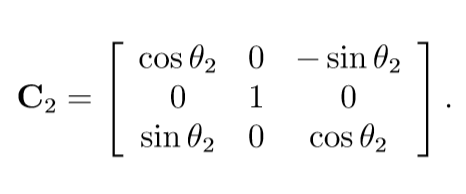 C₂ = [ cos θ₂ 0 − sin θ₂
0 1 0
sin θ₂ 0 cos θ₂ ] .